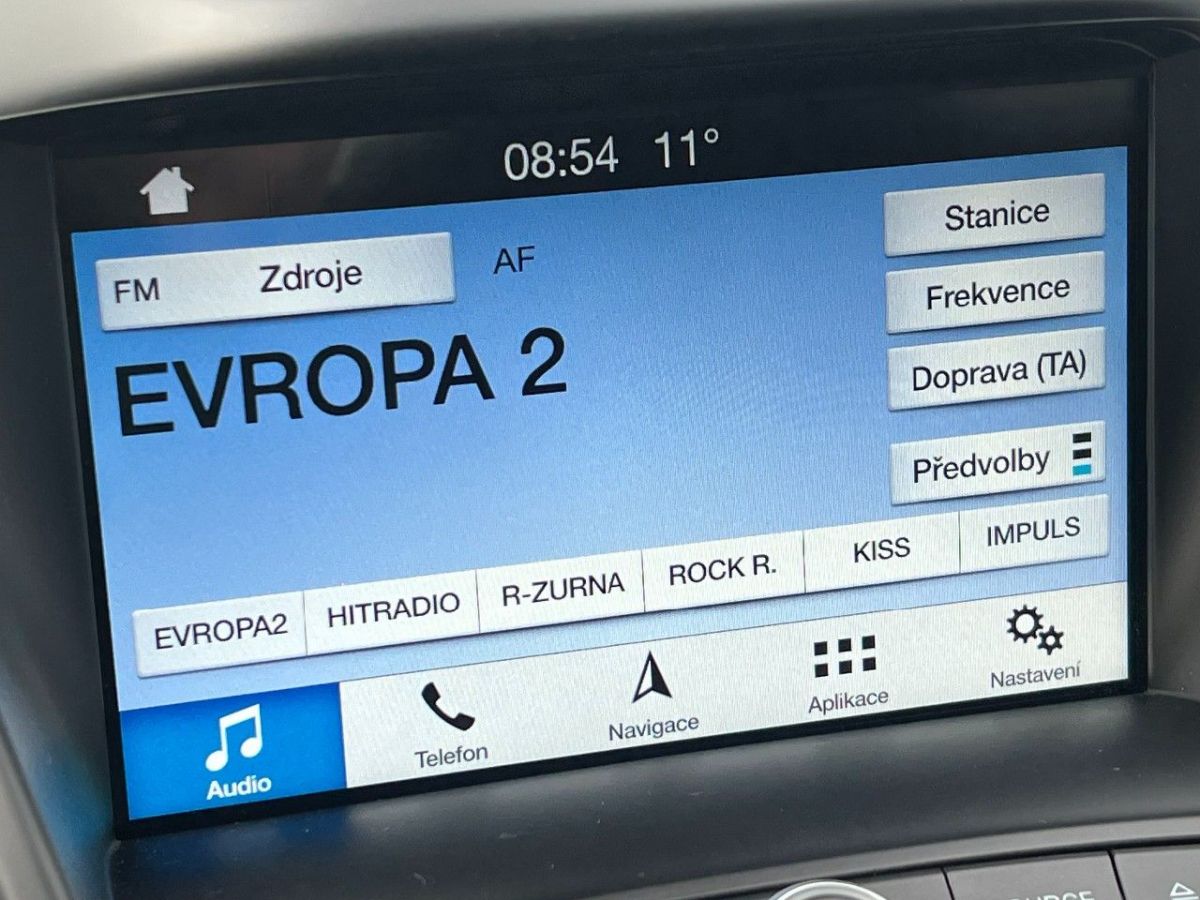 08:54 11°
FM Zdroje AF
Stanice
Frekvence
EVROPA 2
Doprava (TA)
Předvolby
EVROPA2 HITRADIO R-ZURNA ROCK R. KISS IMPULS
Audio Telefon Navigace Aplikace Nastavení